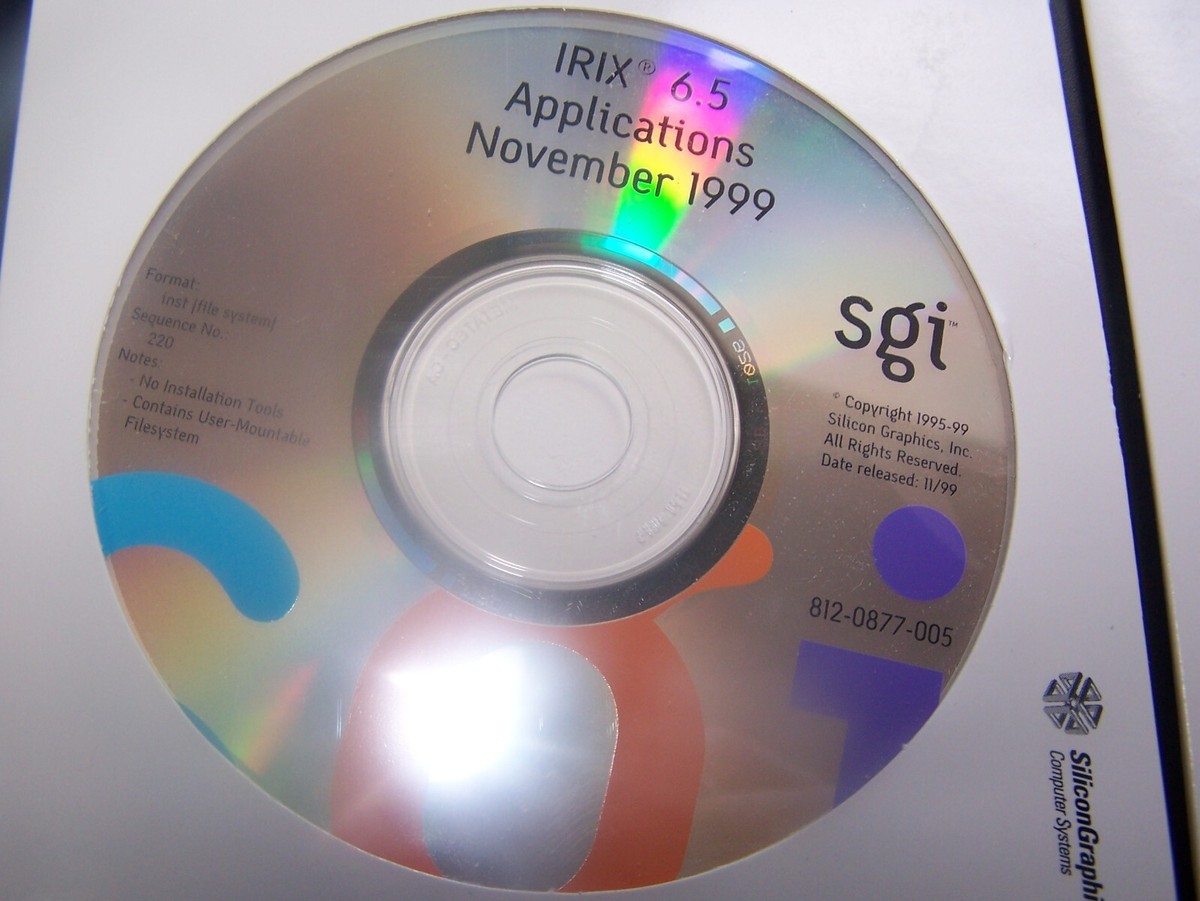 IRIX® 6.5
Applications
November 1999
Format:
inst /file system/
Sequence No.:
220
Notes:
- No Installation Tools
- Contains User-Mountable
Filesystem
sgi™
© Copyright 1995-99
Silicon Graphics, Inc.
All Rights Reserved.
Date released: 11/99
812-0877-005
SiliconGraphi
Computer Systems